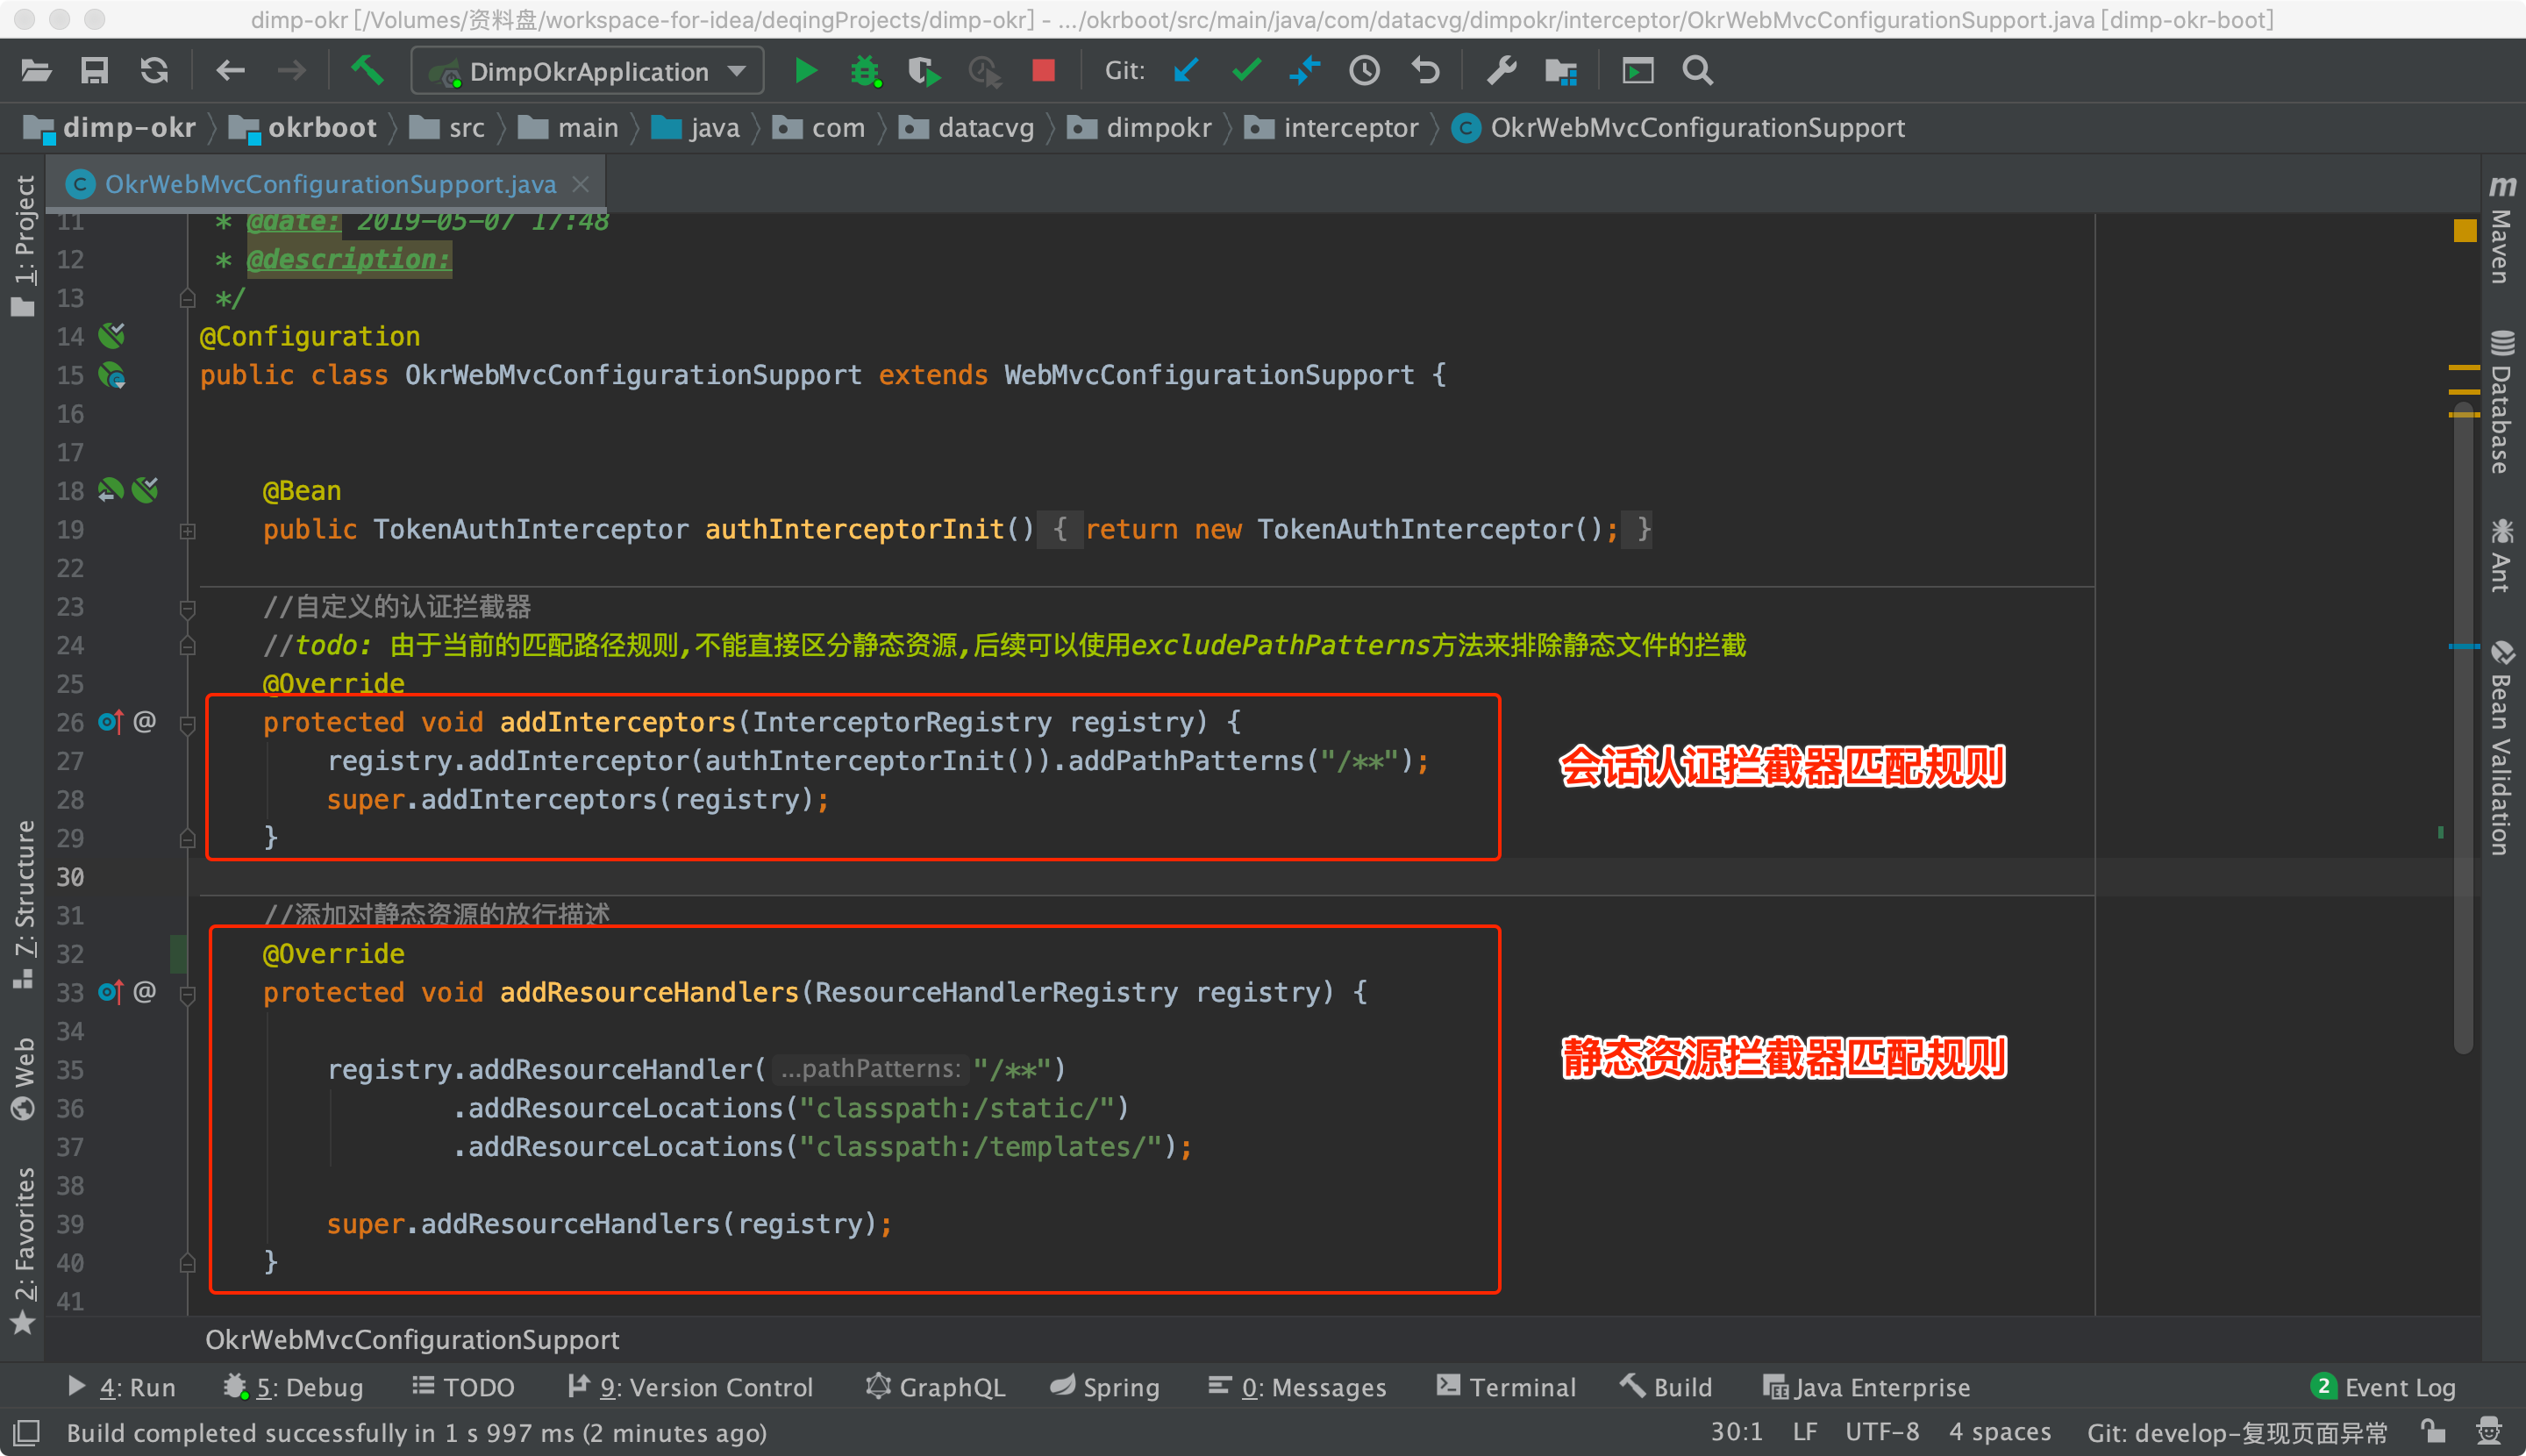 dimp-okr [/Volumes/资料盘/workspace-for-idea/deqingProjects/dimp-okr] - .../okrboot/src/main/java/com/datacvg/dimpokr/interceptor/OkrWebMvcConfigurationSupport.java [dimp-okr-boot]
DimpOkrApplication
Git:
dimp-okr
okrboot
src
main
java
com
datacvg
dimpokr
interceptor
OkrWebMvcConfigurationSupport
OkrWebMvcConfigurationSupport.java
1: Project
7: Structure
Web
2: Favorites
11 * @date: 2019-05-07 17:48
12 * @description:
13 */
14 @Configuration
15 public class OkrWebMvcConfigurationSupport extends WebMvcConfigurationSupport {
16
17
18 @Bean
19 public TokenAuthInterceptor authInterceptorInit() { return new TokenAuthInterceptor(); }
22
23 //自定义的认证拦截器
24 //todo: 由于当前的匹配路径规则,不能直接区分静态资源,后续可以使用excludePathPatterns方法来排除静态文件的拦截
25 @Override
26 @ protected void addInterceptors(InterceptorRegistry registry) {
27 registry.addInterceptor(authInterceptorInit()).addPathPatterns("/**");
会话认证拦截器匹配规则
28 super.addInterceptors(registry);
29 }
30
31 //添加对静态资源的放行描述
32 @Override
33 @ protected void addResourceHandlers(ResourceHandlerRegistry registry) {
34
35 registry.addResourceHandler( ...pathPatterns: "/**")
静态资源拦截器匹配规则
36 .addResourceLocations("classpath:/static/")
37 .addResourceLocations("classpath:/templates/");
38
39 super.addResourceHandlers(registry);
40 }
41
Maven
Database
Ant
Bean Validation
OkrWebMvcConfigurationSupport
4: Run
5: Debug
TODO
9: Version Control
GraphQL
Spring
0: Messages
Terminal
Build
Java Enterprise
2 Event Log
Build completed successfully in 1 s 997 ms (2 minutes ago)
30:1
LF
UTF-8
4 spaces
Git: develop-复现页面异常